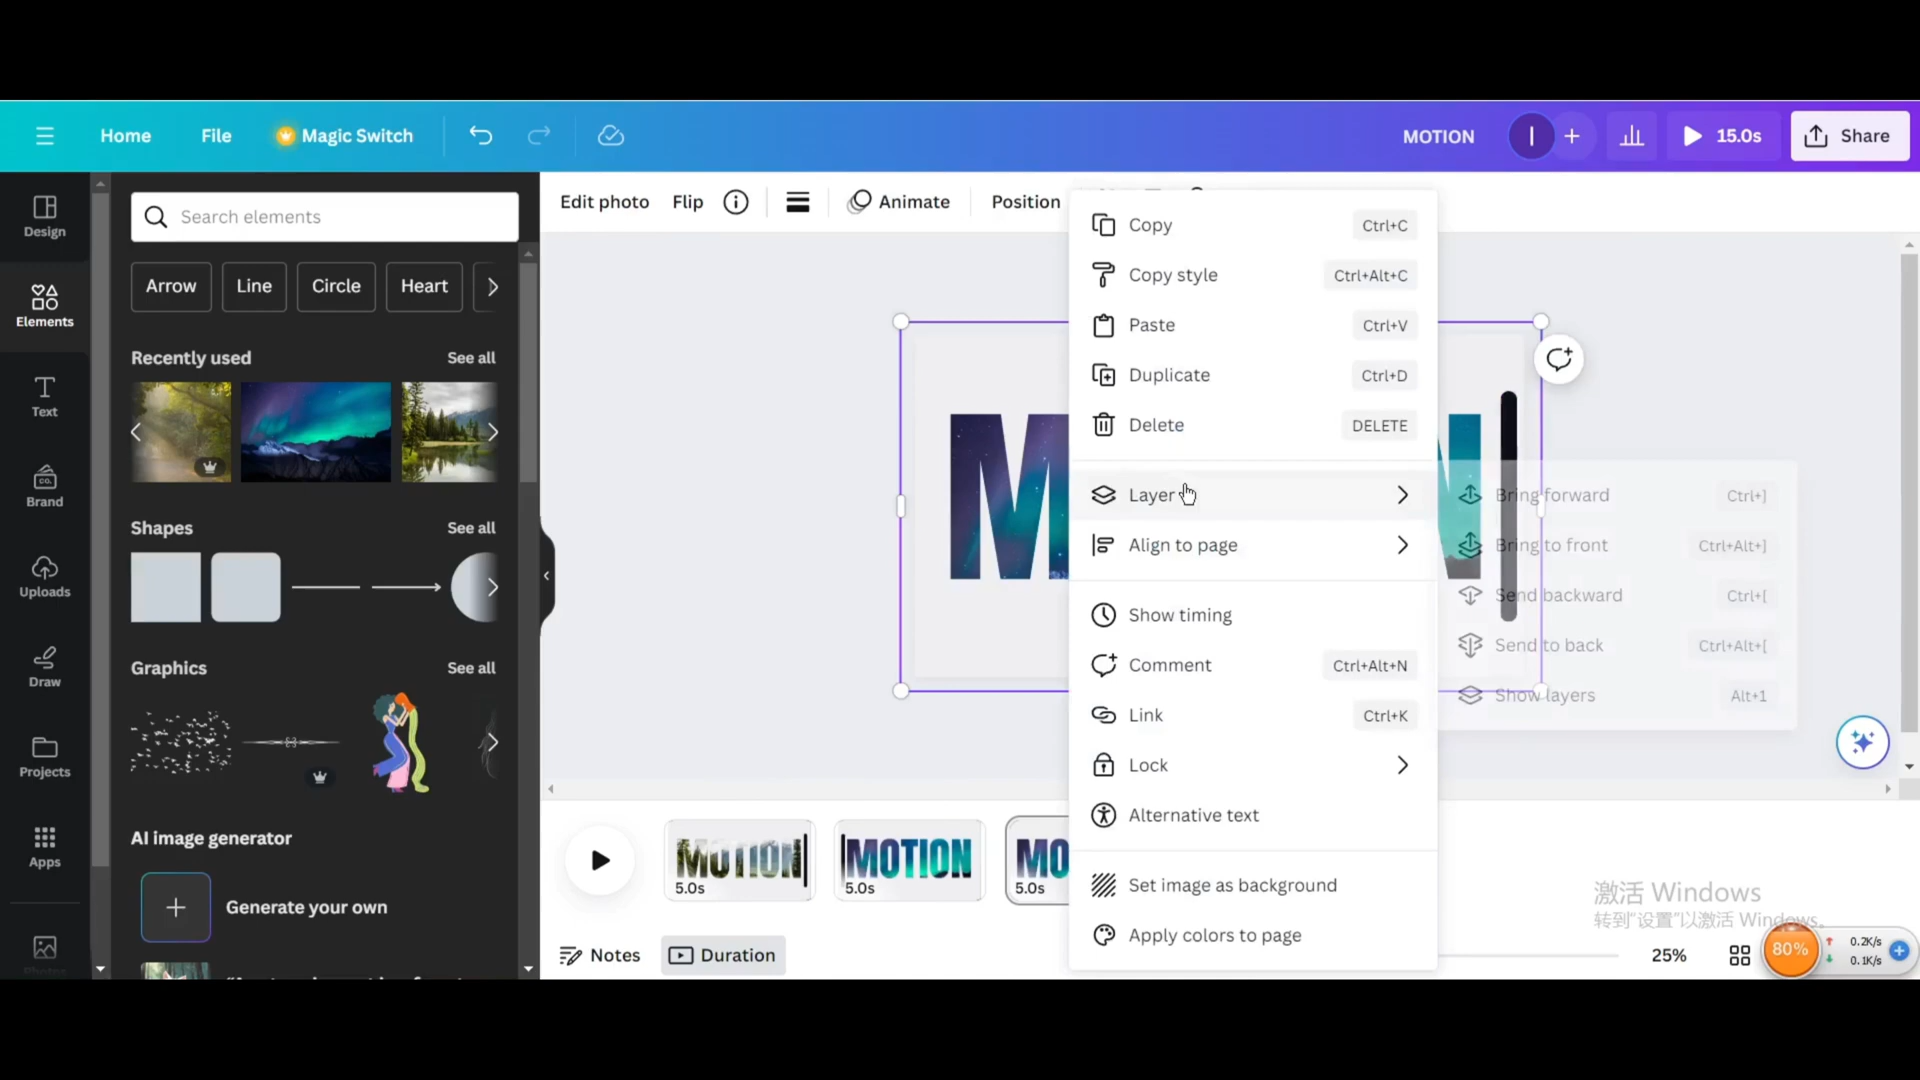 Home File Magic Switch MOTION I 15.0s Share
Design
Elements
Text
Brand
CO.
Uploads
Draw
Projects
Apps
Search elements
Arrow Line Circle Heart
Recently used See all
Shapes See all
Graphics See all
AI image generator
Generate your own
Edit photo Flip Animate Position
Copy Ctrl+C
Copy style Ctrl+Alt+C
Paste Ctrl+V
Duplicate Ctrl+D
Delete DELETE
Layer
Align to page
Show timing
Comment Ctrl+Alt+N
Link Ctrl+K
Lock
Alternative text
Set image as background
Apply colors to page
Bring forward Ctrl+]
Bring to front Ctrl+Alt+]
Send backward Ctrl+[
Send to back Ctrl+Alt+[
Show layers Alt+1
M N
MOTION 5.0s
MOTION 5.0s
MO 5.0s
Notes Duration
25%
激活 Windows
转到"设置"以激活 Windows。
80% 0.2K/s
0.1K/s